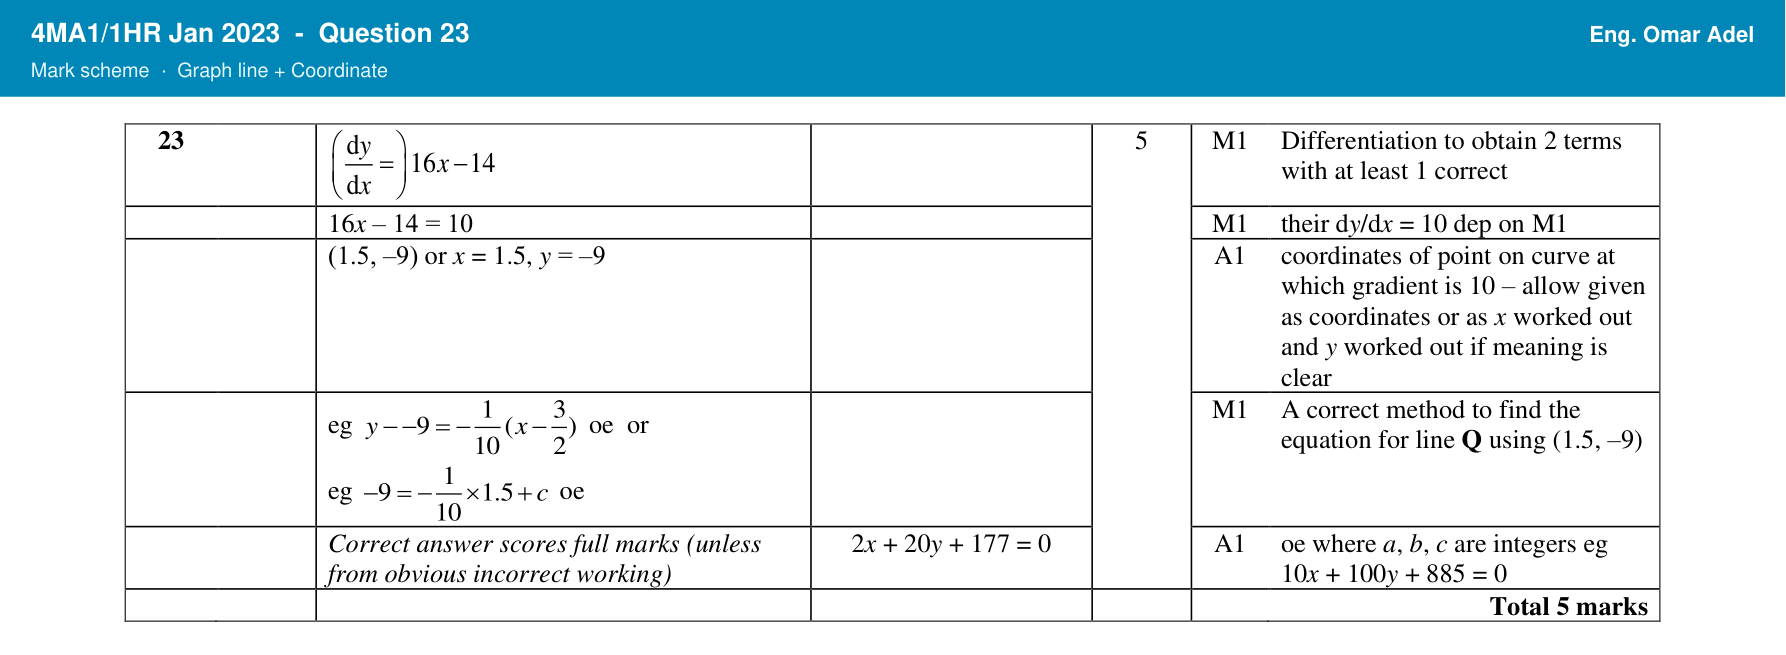 4MA1/1HR Jan 2023 - Question 23
Eng. Omar Adel
Mark scheme · Graph line + Coordinate
23
(dy/dx =) 16x – 14
5
M1
Differentiation to obtain 2 terms
with at least 1 correct
16x – 14 = 10
M1
their dy/dx = 10 dep on M1
(1.5, –9) or x = 1.5, y = –9
A1
coordinates of point on curve at
which gradient is 10 – allow given
as coordinates or as x worked out
and y worked out if meaning is
clear
eg y – –9 = –1/10 (x – 3/2) oe or
eg –9 = –1/10 × 1.5 + c oe
M1
A correct method to find the
equation for line Q using (1.5, –9)
Correct answer scores full marks (unless
from obvious incorrect working)
2x + 20y + 177 = 0
A1
oe where a, b, c are integers eg
10x + 100y + 885 = 0
Total 5 marks